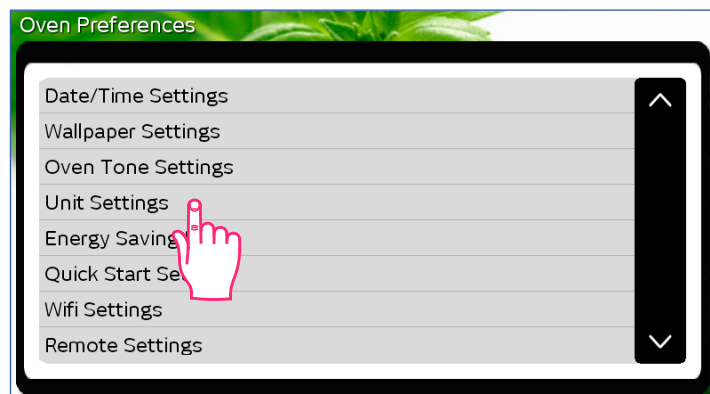 Oven Preferences
Date/Time Settings
Wallpaper Settings
Oven Tone Settings
Unit Settings
Energy Saving
Quick Start
Wifi Settings
Remote Settings